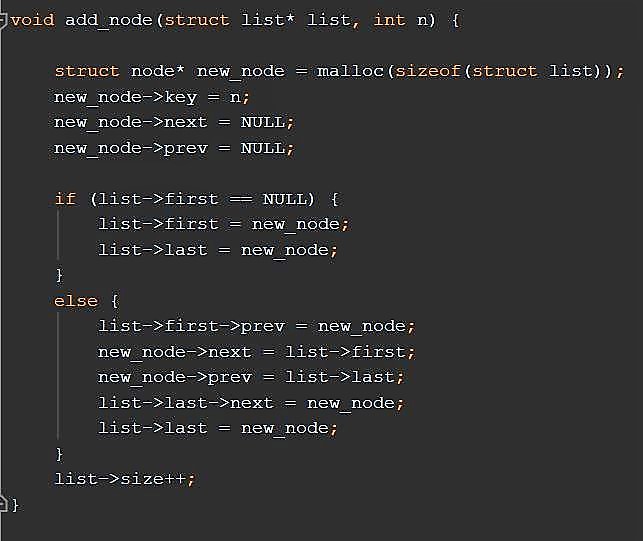 void add_node(struct list* list, int n) {
struct node* new_node = malloc(sizeof(struct list));
new_node->key = n;
new_node->next = NULL;
new_node->prev = NULL;
if (list->first == NULL) {
list->first = new_node;
list->last = new_node;
}
else {
list->first->prev = new_node;
new_node->next = list->first;
new_node->prev = list->last;
list->last->next = new_node;
list->last = new_node;
}
list->size++;
}